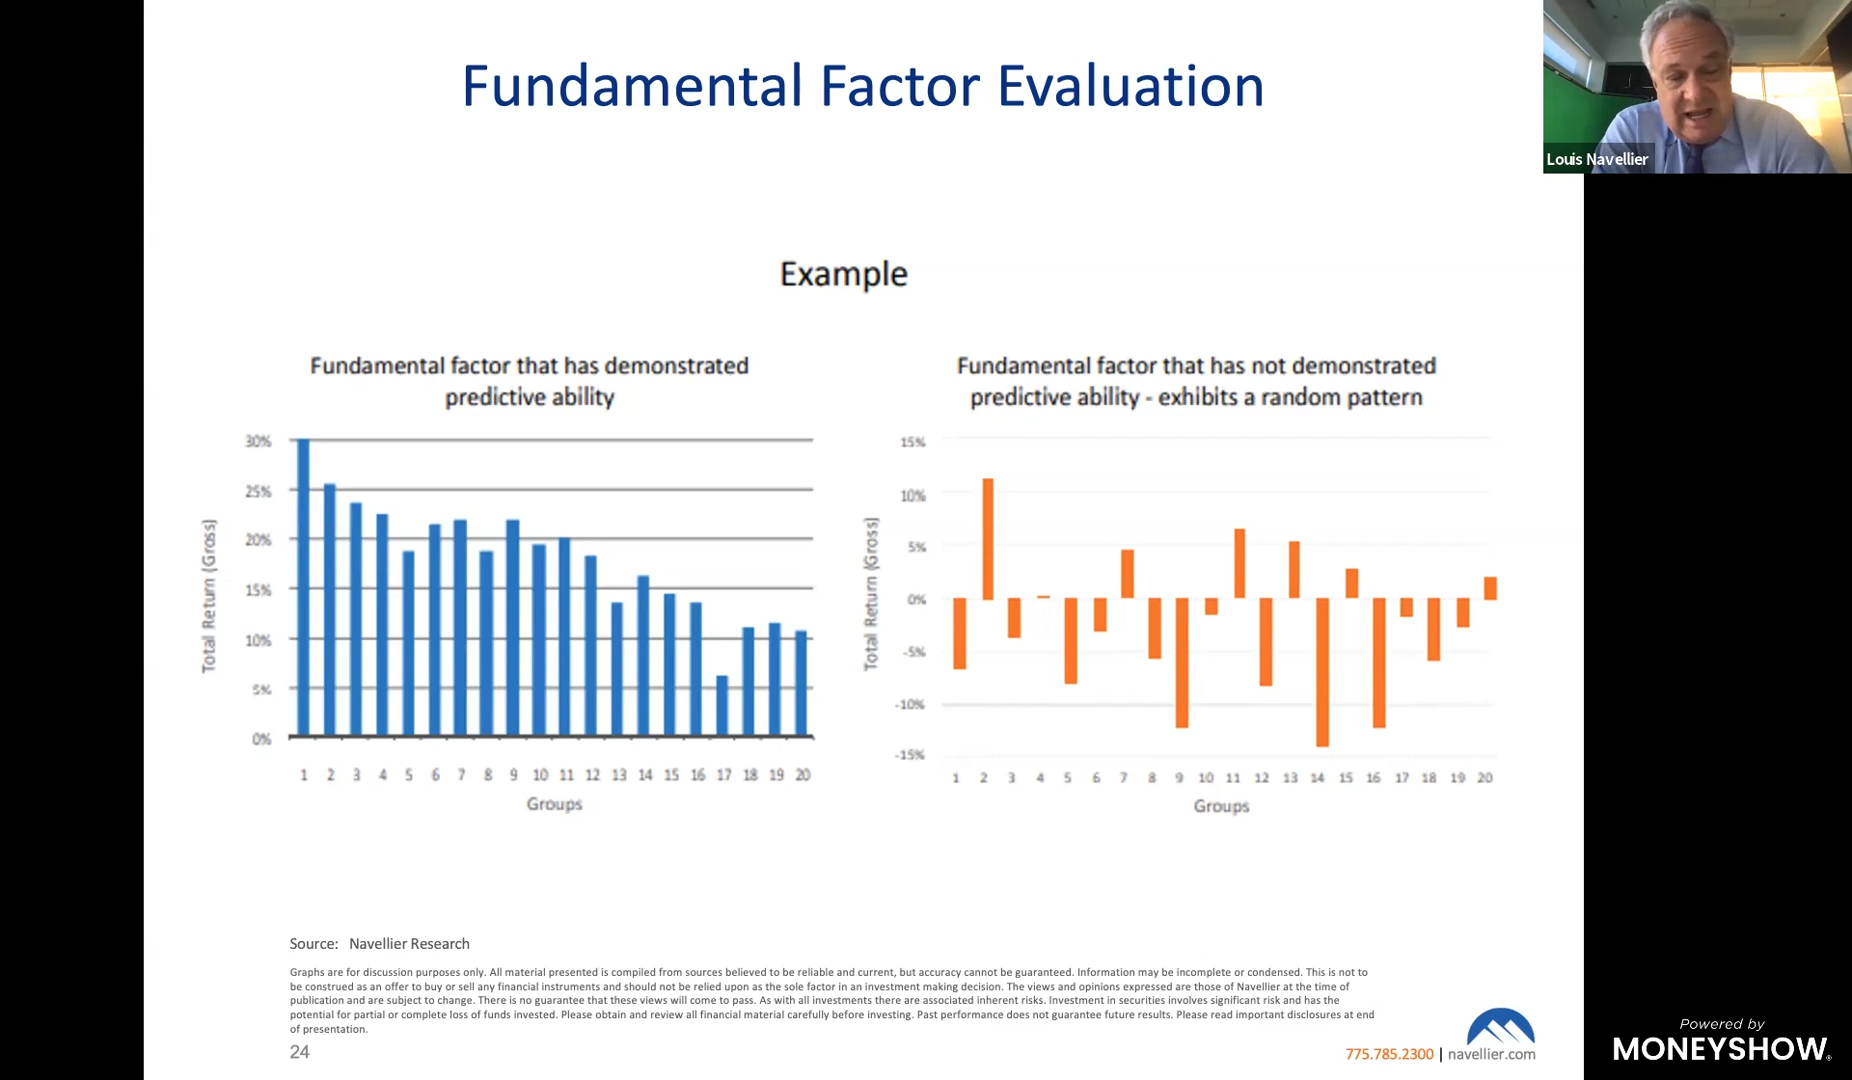 Fundamental Factor Evaluation
Louis Navellier
Example
Fundamental factor that has demonstrated
predictive ability
30%
25%
20%
15%
10%
5%
0%
Total Return (Gross)
1 2 3 4 5 6 7 8 9 10 11 12 13 14 15 16 17 18 19 20
Groups
Fundamental factor that has not demonstrated
predictive ability - exhibits a random pattern
15%
10%
5%
0%
-5%
-10%
-15%
Total Return (Gross)
1 2 3 4 5 6 7 8 9 10 11 12 13 14 15 16 17 18 19 20
Groups
Source: Navellier Research
Graphs are for discussion purposes only. All material presented is compiled from sources believed to be reliable and current, but accuracy cannot be guaranteed. Information may be incomplete or condensed. This is not to
be construed as an offer to buy or sell any financial instruments and should not be relied upon as the sole factor in an investment making decision. The views and opinions expressed are those of Navellier at the time of
publication and are subject to change. There is no guarantee that these views will come to pass. As with all investments there are associated inherent risks. Investment in securities involves significant risk and has the
potential for partial or complete loss of funds invested. Please obtain and review all financial material carefully before investing. Past performance does not guarantee future results. Please read important disclosures at end
of presentation.
24
775.785.2300 | navellier.com
Powered by
MONEYSHOW®